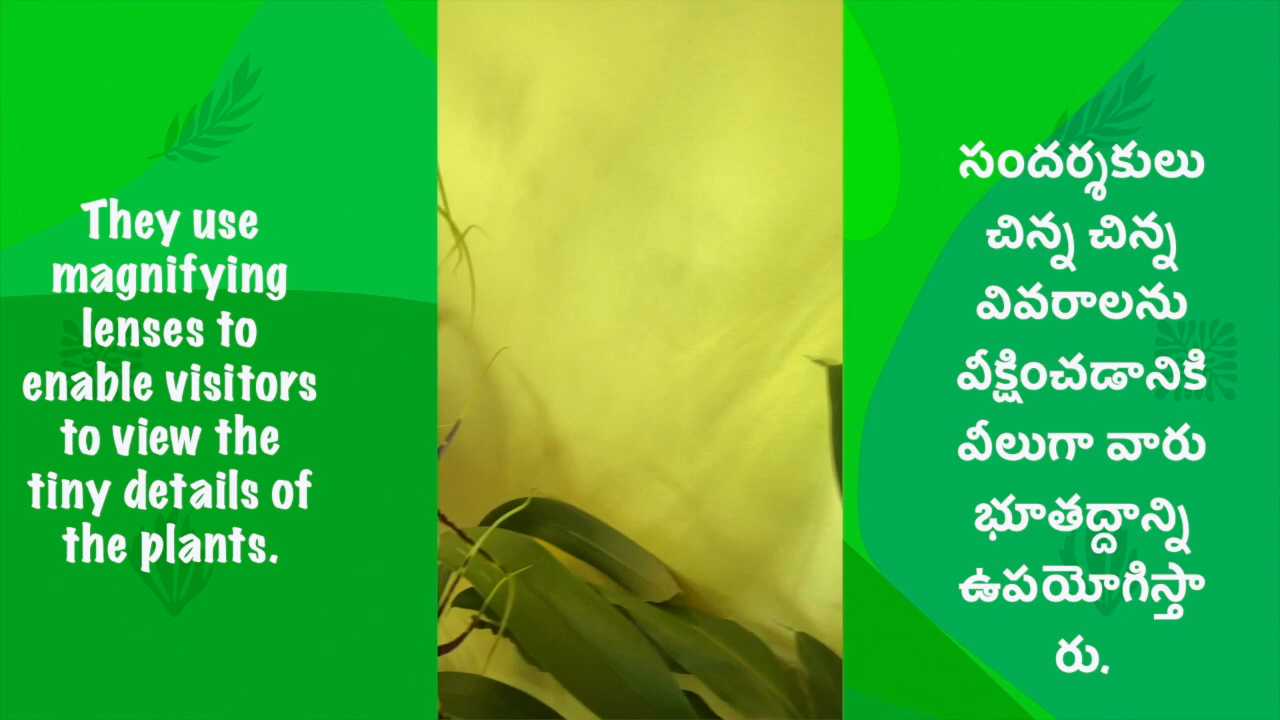 They use
magnifying
lenses to
enable visitors
to view the
tiny details of
the plants.
సందర్శకులు
చిన్న చిన్న
వివరాలను
వీక్షించడానికి
వీలుగా వారు
భూతద్దాన్ని
ఉపయోగిస్తా
రు.